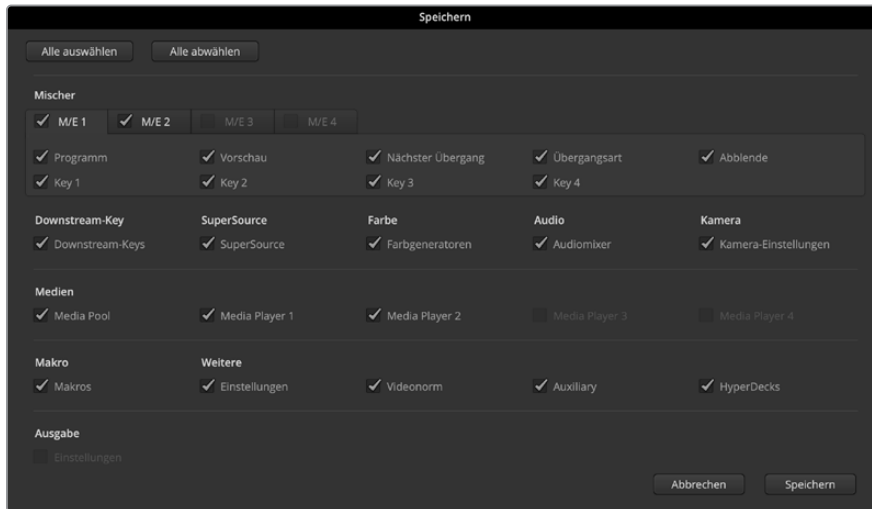 Speichern
Alle auswählen Alle abwählen
Mischer
M/E 1 M/E 2 M/E 3 M/E 4
Programm Vorschau Nächster Übergang Übergangsart Abblende
Key 1 Key 2 Key 3 Key 4
Downstream-Key SuperSource Farbe Audio Kamera
Downstream-Keys SuperSource Farbgeneratoren Audiomixer Kamera-Einstellungen
Medien
Media Pool Media Player 1 Media Player 2 Media Player 3 Media Player 4
Makro Weitere
Makros Einstellungen Videonorm Auxiliary HyperDecks
Ausgabe
Einstellungen
Abbrechen Speichern